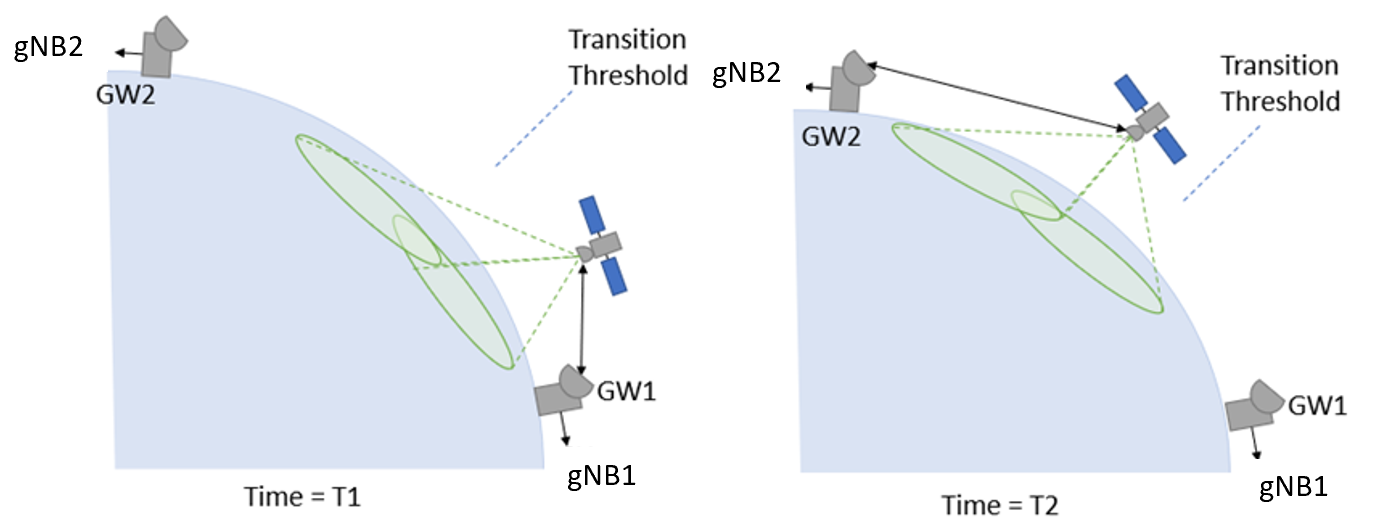 gNB2
GW2
Transition
Threshold
GW1
gNB1
Time = T1
gNB2
GW2
Transition
Threshold
GW1
gNB1
Time = T2